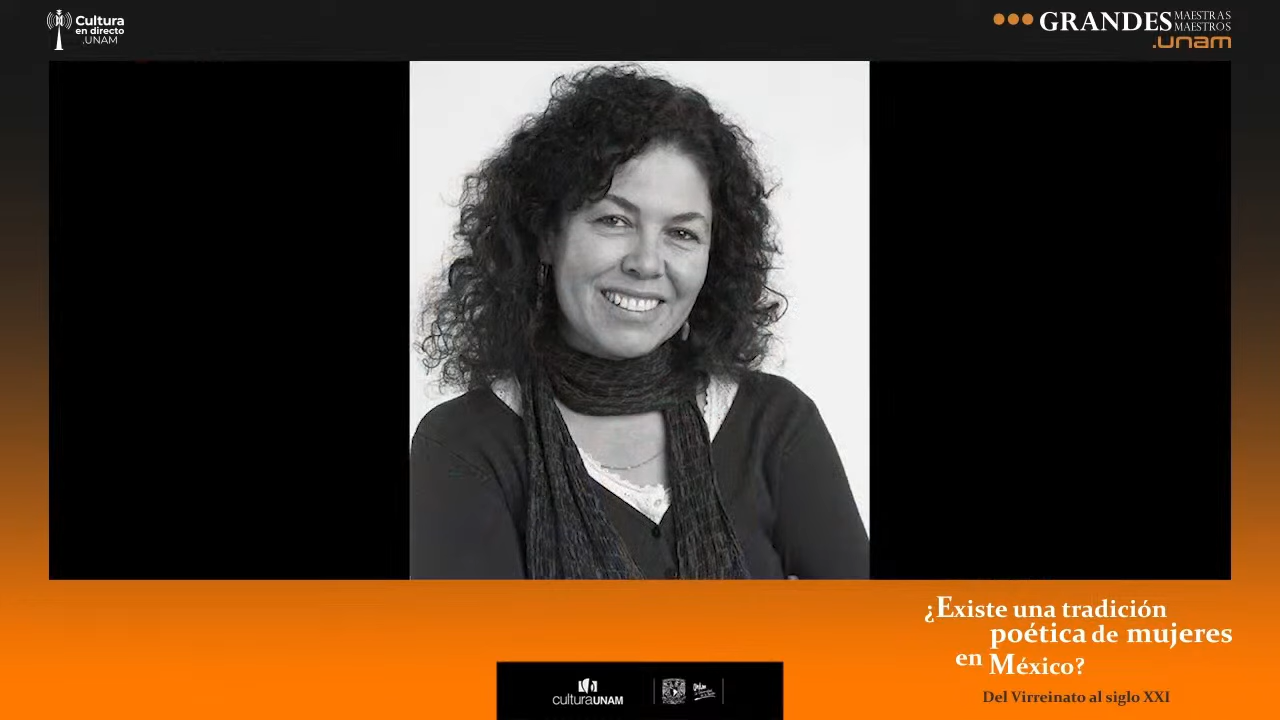 Cultura
en directo
.UNAM
GRANDES MAESTRAS
MAESTROS
.unam
¿Existe una tradición
poética de mujeres
en México?
Del Virreinato al siglo XXI
culturaUNAM